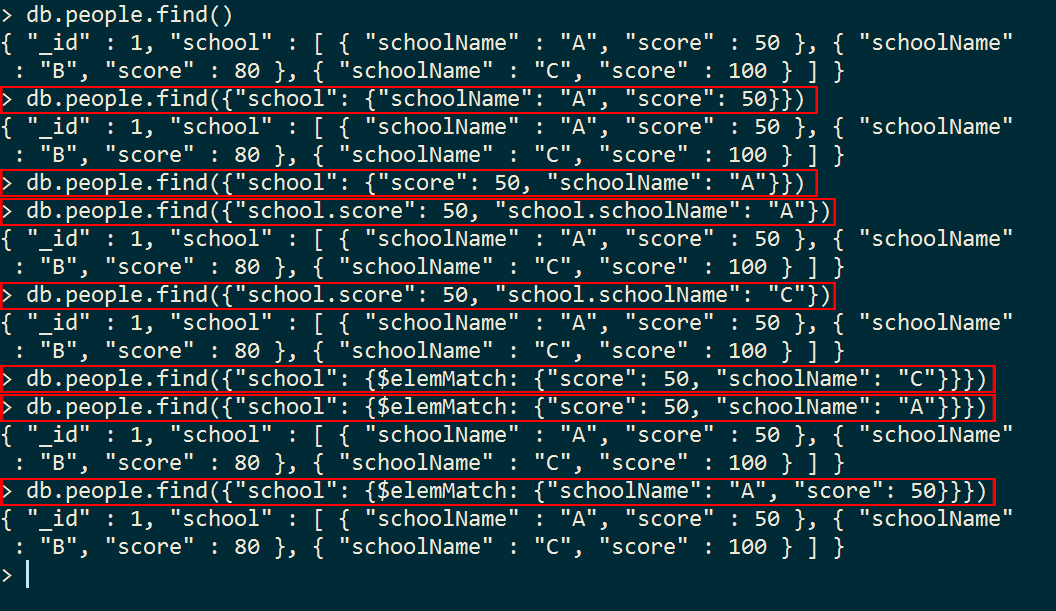 > db.people.find()
{ "_id" : 1, "school" : [ { "schoolName" : "A", "score" : 50 }, { "schoolName"
 : "B", "score" : 80 }, { "schoolName" : "C", "score" : 100 } ] }
> db.people.find({"school": {"schoolName": "A", "score": 50}})
{ "_id" : 1, "school" : [ { "schoolName" : "A", "score" : 50 }, { "schoolName"
 : "B", "score" : 80 }, { "schoolName" : "C", "score" : 100 } ] }
> db.people.find({"school": {"score": 50, "schoolName": "A"}})
> db.people.find({"school.score": 50, "school.schoolName": "A"})
{ "_id" : 1, "school" : [ { "schoolName" : "A", "score" : 50 }, { "schoolName"
 : "B", "score" : 80 }, { "schoolName" : "C", "score" : 100 } ] }
> db.people.find({"school.score": 50, "school.schoolName": "C"})
{ "_id" : 1, "school" : [ { "schoolName" : "A", "score" : 50 }, { "schoolName"
 : "B", "score" : 80 }, { "schoolName" : "C", "score" : 100 } ] }
> db.people.find({"school": {$elemMatch: {"score": 50, "schoolName": "C"}}})
> db.people.find({"school": {$elemMatch: {"score": 50, "schoolName": "A"}}})
{ "_id" : 1, "school" : [ { "schoolName" : "A", "score" : 50 }, { "schoolName"
 : "B", "score" : 80 }, { "schoolName" : "C", "score" : 100 } ] }
> db.people.find({"school": {$elemMatch: {"schoolName": "A", "score": 50}}})
{ "_id" : 1, "school" : [ { "schoolName" : "A", "score" : 50 }, { "schoolName"
 : "B", "score" : 80 }, { "schoolName" : "C", "score" : 100 } ] }
>